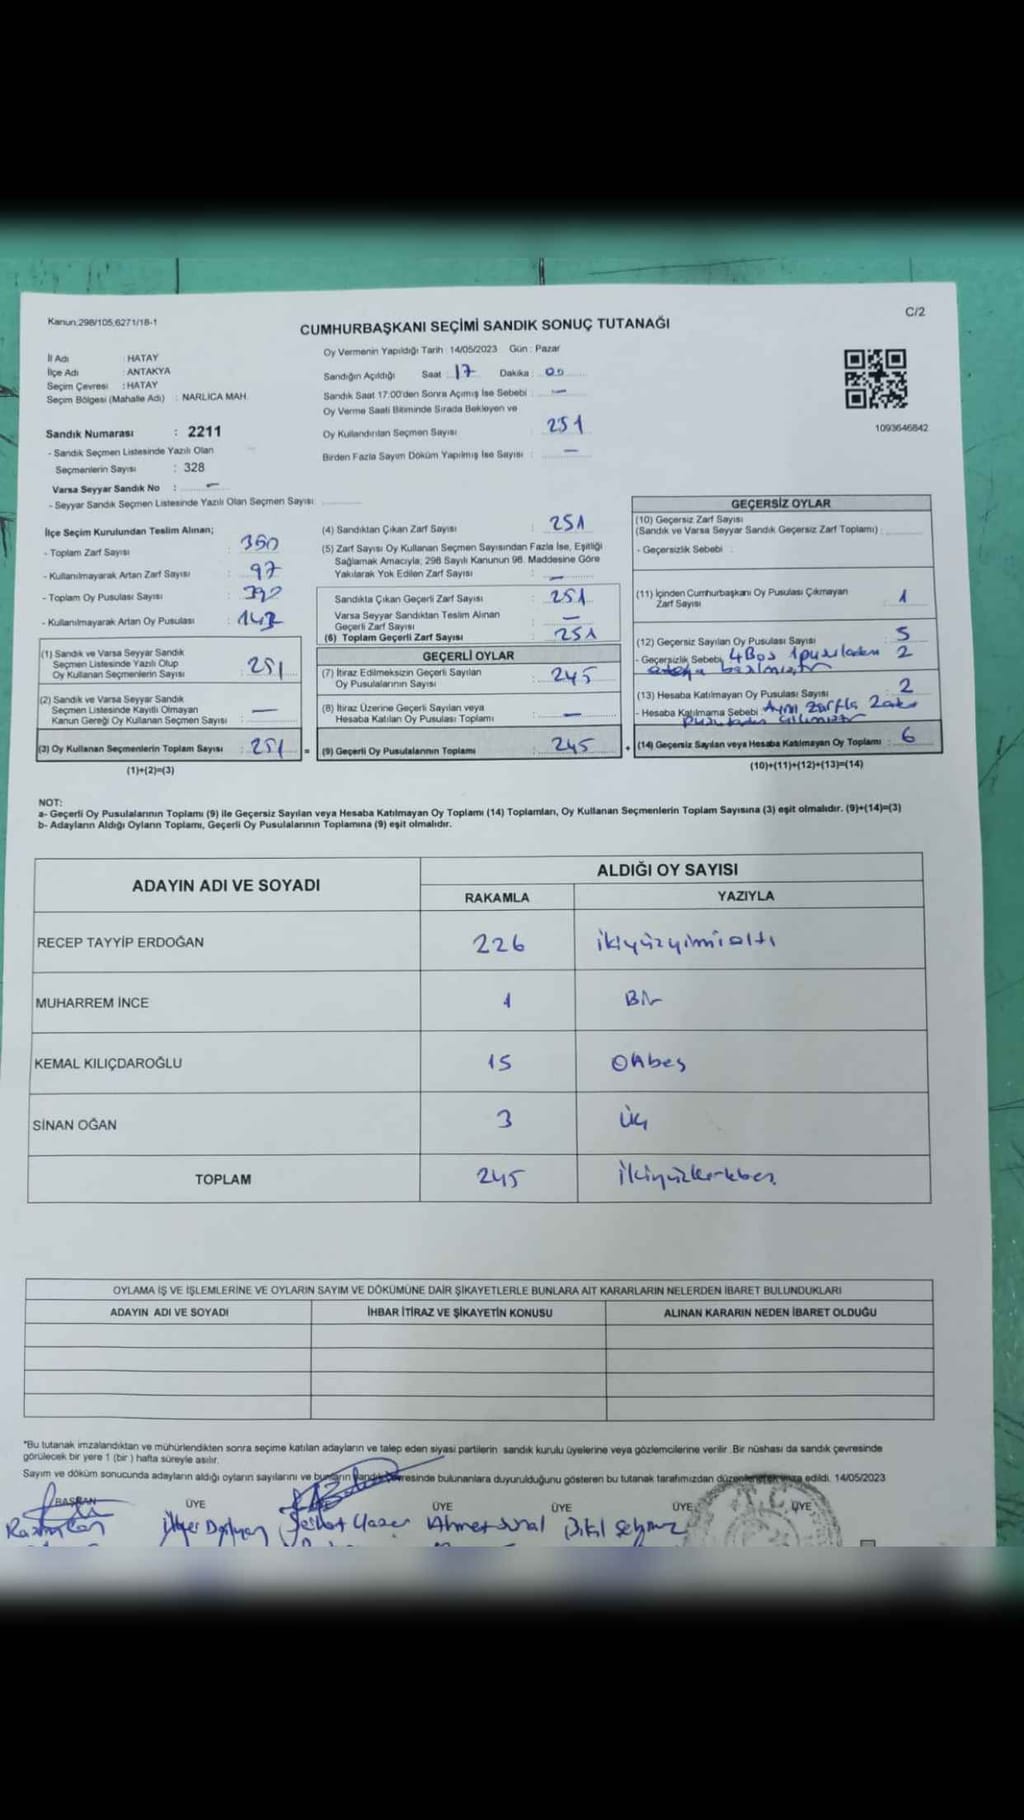 Kanun:298/105,6271/18-1
C/2
CUMHURBAŞKANI SEÇİMİ SANDIK SONUÇ TUTANAĞI
İl Adı : HATAY
İlçe Adı : ANTAKYA
Seçim Çevresi : HATAY
Seçim Bölgesi (Mahalle Adı) : NARLICA MAH.
Sandık Numarası : 2211
- Sandık Seçmen Listesinde Yazılı Olan
Seçmenlerin Sayısı : 328
Varsa Seyyar Sandık No : -
- Seyyar Sandık Seçmen Listesinde Yazılı Olan Seçmen Sayısı:
Oy Vermenin Yapıldığı Tarih : 14/05/2023 Gün : Pazar
Sandığın Açıldığı Saat : 17 Dakika : 00
Sandık Saat 17:00'den Sonra Açımış İse Sebebi : -
Oy Verme Saati Bitiminde Sırada Bekleyen ve
Oy Kullandırılan Seçmen Sayısı : 251
Birden Fazla Sayım Döküm Yapılmış İse Sayısı : -
1093646842
İlçe Seçim Kurulundan Teslim Alınan;
- Toplam Zarf Sayısı : 350
- Kullanılmayarak Artan Zarf Sayısı : 97
- Toplam Oy Pusulası Sayısı :
- Kullanılmayarak Artan Oy Pusulası :
(1) Sandık ve Varsa Seyyar Sandık
Seçmen Listesinde Yazılı Olup
Oy Kullanan Seçmenlerin Sayısı : 251
(2) Sandık ve Varsa Seyyar Sandık
Seçmen Listesinde Kayıtlı Olmayan
Kanun Gereği Oy Kullanan Seçmen Sayısı : -
(3) Oy Kullanan Seçmenlerin Toplam Sayısı : 251 =
(1)+(2)=(3)
(4) Sandıktan Çıkan Zarf Sayısı : 251
(5) Zarf Sayısı Oy Kullanan Seçmen Sayısından Fazla İse, Eşitliği
Sağlamak Amacıyla, 298 Sayılı Kanunun 98. Maddesine Göre
Yakılarak Yok Edilen Zarf Sayısı : -
Sandıkta Çıkan Geçerli Zarf Sayısı : 251
Varsa Seyyar Sandıktan Teslim Alınan
Geçerli Zarf Sayısı : -
(6) Toplam Geçerli Zarf Sayısı : 251
GEÇERLİ OYLAR
(7) İtiraz Edilmeksizin Geçerli Sayılan
Oy Pusulalarının Sayısı : 245
(8) İtiraz Üzerine Geçerli Sayılan veya
Hesaba Katılan Oy Pusulası Toplamı : -
(9) Geçerli Oy Pusulalarının Toplamı : 245 +
GEÇERSİZ OYLAR
(10) Geçersiz Zarf Sayısı
(Sandık ve Varsa Seyyar Sandık Geçersiz Zarf Toplamı) :
- Geçersizlik Sebebi :
(11) İçinden Cumhurbaşkanı Oy Pusulası Çıkmayan
Zarf Sayısı : 1
(12) Geçersiz Sayılan Oy Pusulası Sayısı : 5
- Geçersizlik Sebebi: 4 Boş 1 pusuladan 2
(13) Hesaba Katılmayan Oy Pusulası Sayısı : 2
- Hesaba Katılmama Sebebi : Aynı zarfla 2
(14) Geçersiz Sayılan veya Hesaba Katılmayan Oy Toplamı : 6
(10)+(11)+(12)+(13)=(14)
NOT:
a- Geçerli Oy Pusulalarının Toplamı (9) ile Geçersiz Sayılan veya Hesaba Katılmayan Oy Toplamı (14) Toplamları, Oy Kullanan Seçmenlerin Toplam Sayısına (3) eşit olmalıdır. (9)+(14)=(3)
b- Adayların Aldığı Oyların Toplamı, Geçerli Oy Pusulalarının Toplamına (9) eşit olmalıdır.
ADAYIN ADI VE SOYADI
ALDIĞI OY SAYISI
RAKAMLA YAZIYLA
RECEP TAYYİP ERDOĞAN 226 ikiyüzyimialtı
MUHARREM İNCE 1 Bir
KEMAL KILIÇDAROĞLU 15 Onbeş
SİNAN OĞAN 3 Üç
TOPLAM 245
OYLAMA İŞ VE İŞLEMLERİNE VE OYLARIN SAYIM VE DÖKÜMÜNE DAİR ŞİKAYETLERLE BUNLARA AİT KARARLARIN NELERDEN İBARET BULUNDUKLARI
ADAYIN ADI VE SOYADI İHBAR İTİRAZ VE ŞİKAYETİN KONUSU ALINAN KARARIN NEDEN İBARET OLDUĞU
*Bu tutanak imzalandıktan ve mühürlendikten sonra seçime katılan adayların ve talep eden siyasi partilerin sandık kurulu üyelerine veya gözlemcilerine verilir. Bir nüshası da sandık çevresinde
görülecek bir yere 1 (bir ) hafta süreyle asılır.
Sayım ve döküm sonucunda adayların aldığı oyların sayılarını ve bunların sandık çevresinde bulunanlara duyurulduğunu gösteren bu tutanak tarafımızdan düzenlenerek imza edildi. 14/05/2023
BAŞKAN ÜYE ÜYE ÜYE ÜYE ÜYE